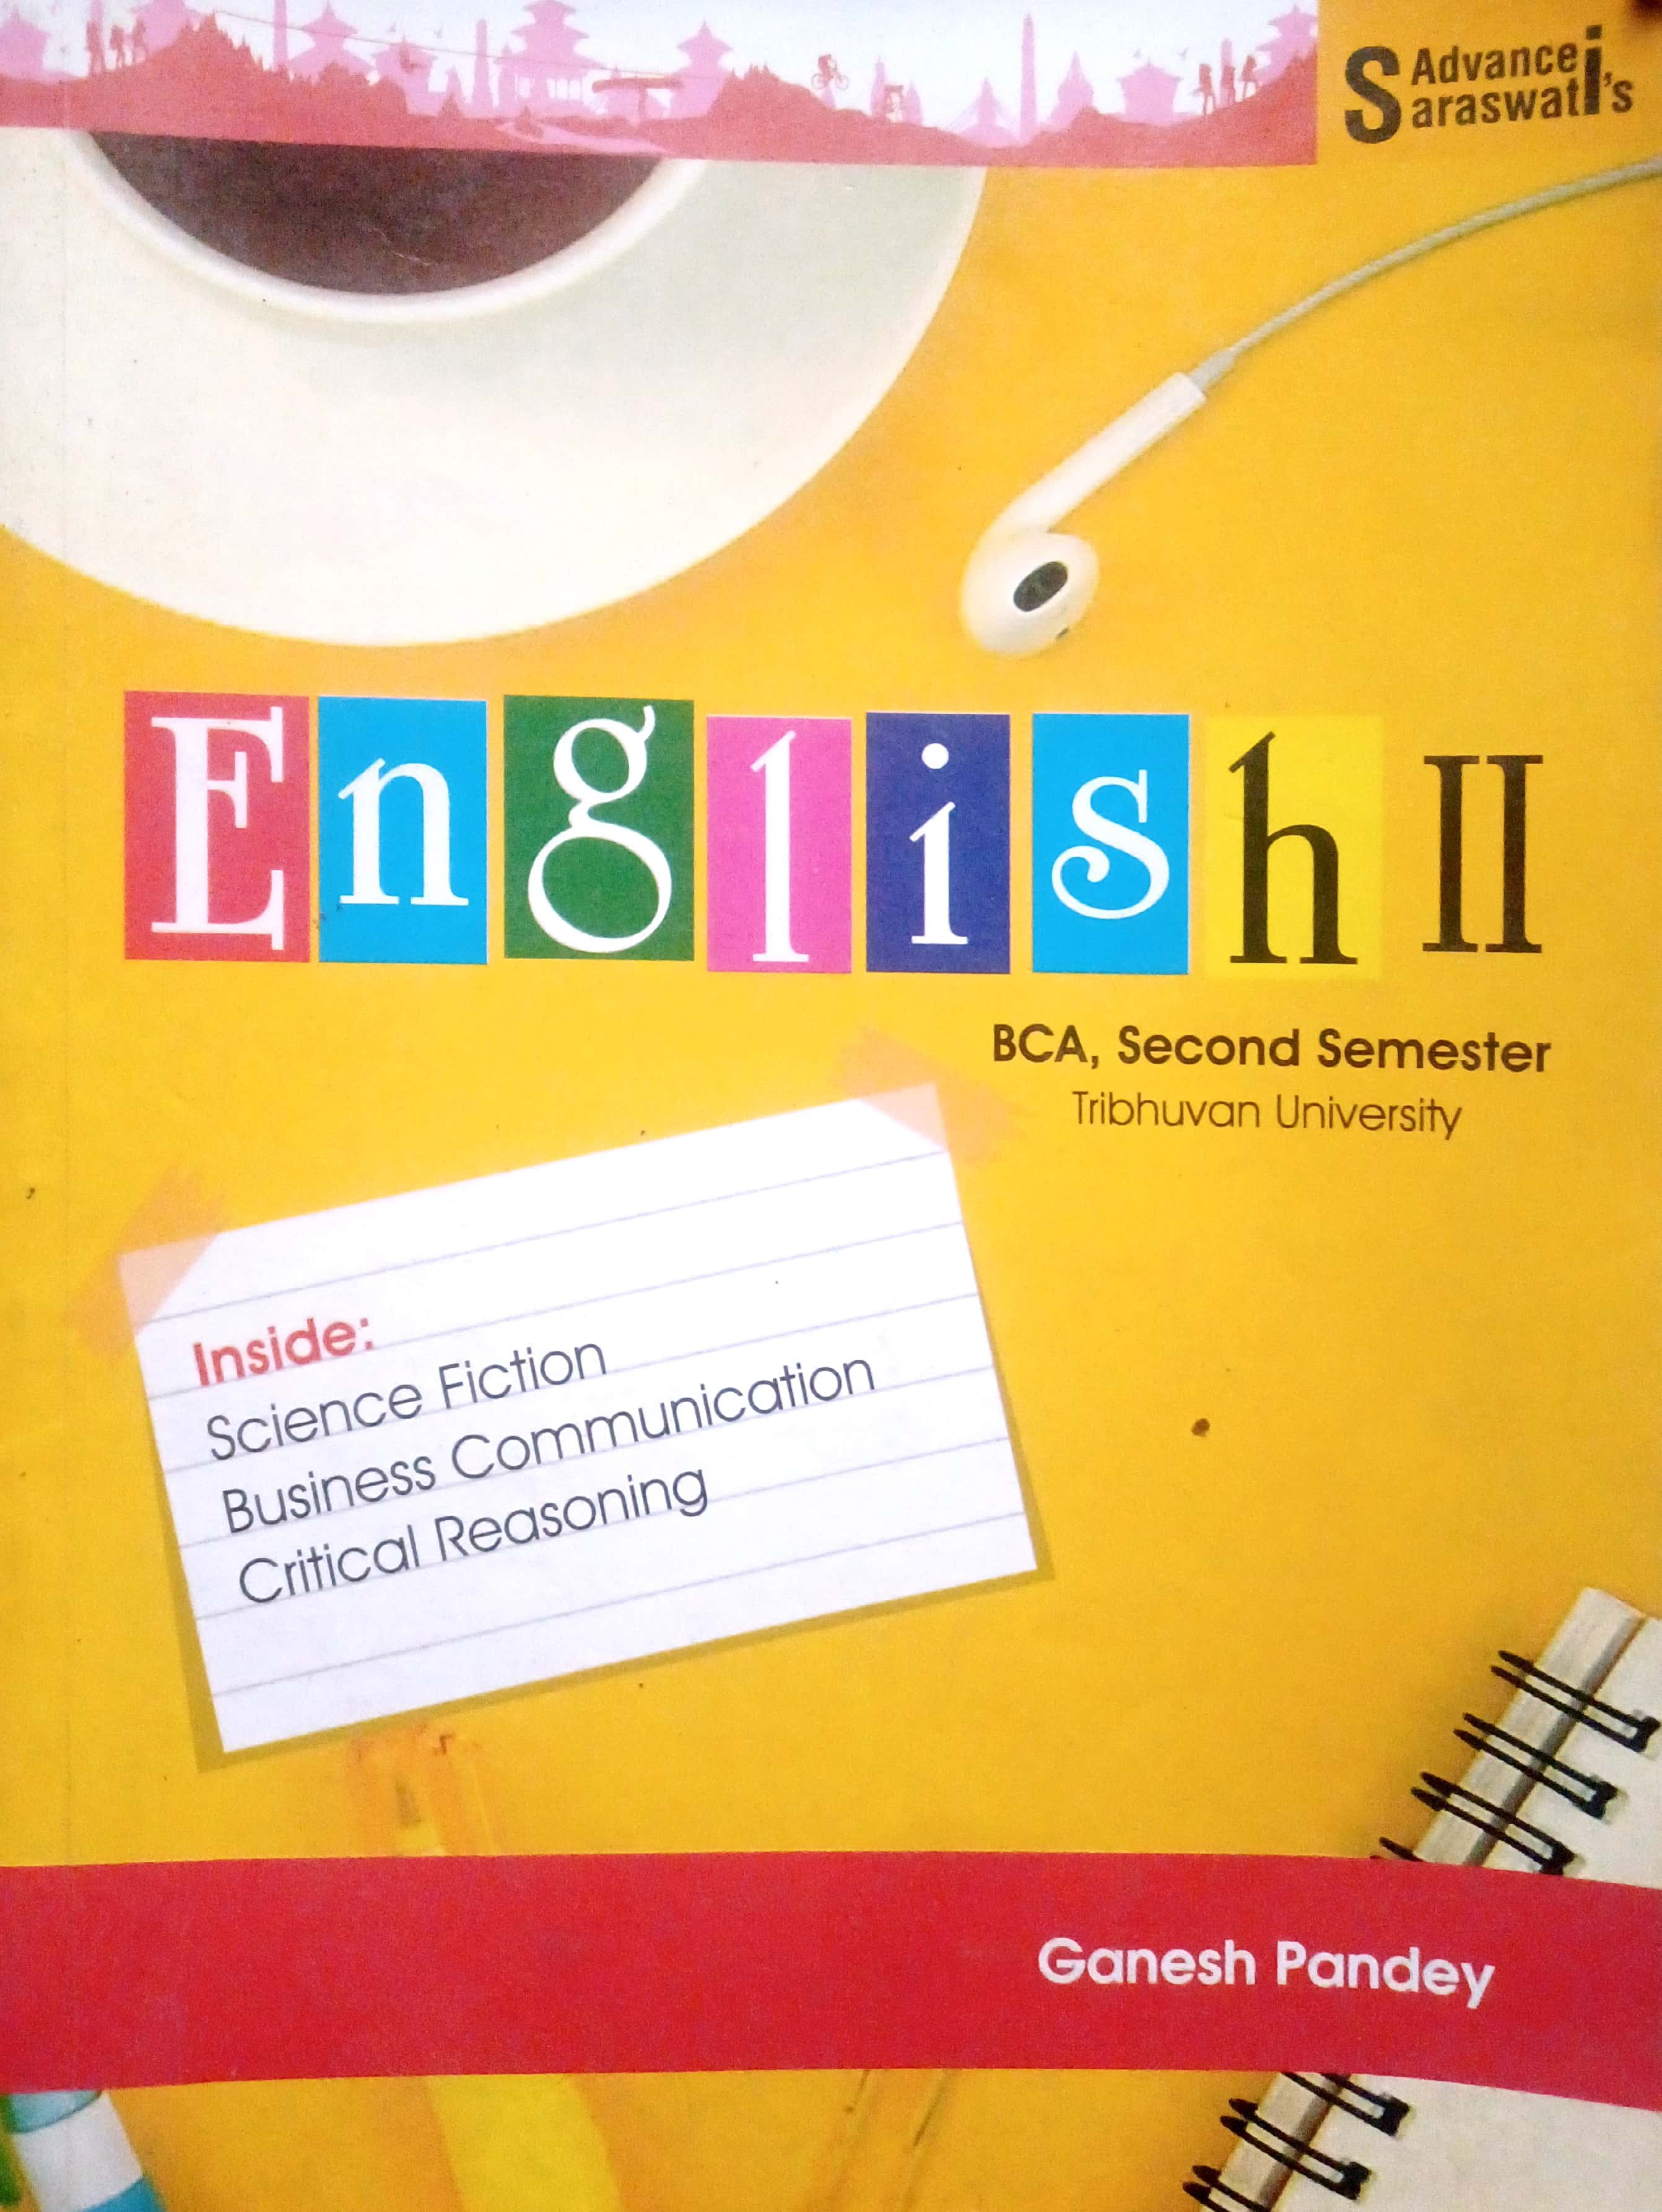 Advance
Saraswati's
English II
BCA, Second Semester
Tribhuvan University
Inside:
Science Fiction
Business Communication
Critical Reasoning
Ganesh Pandey